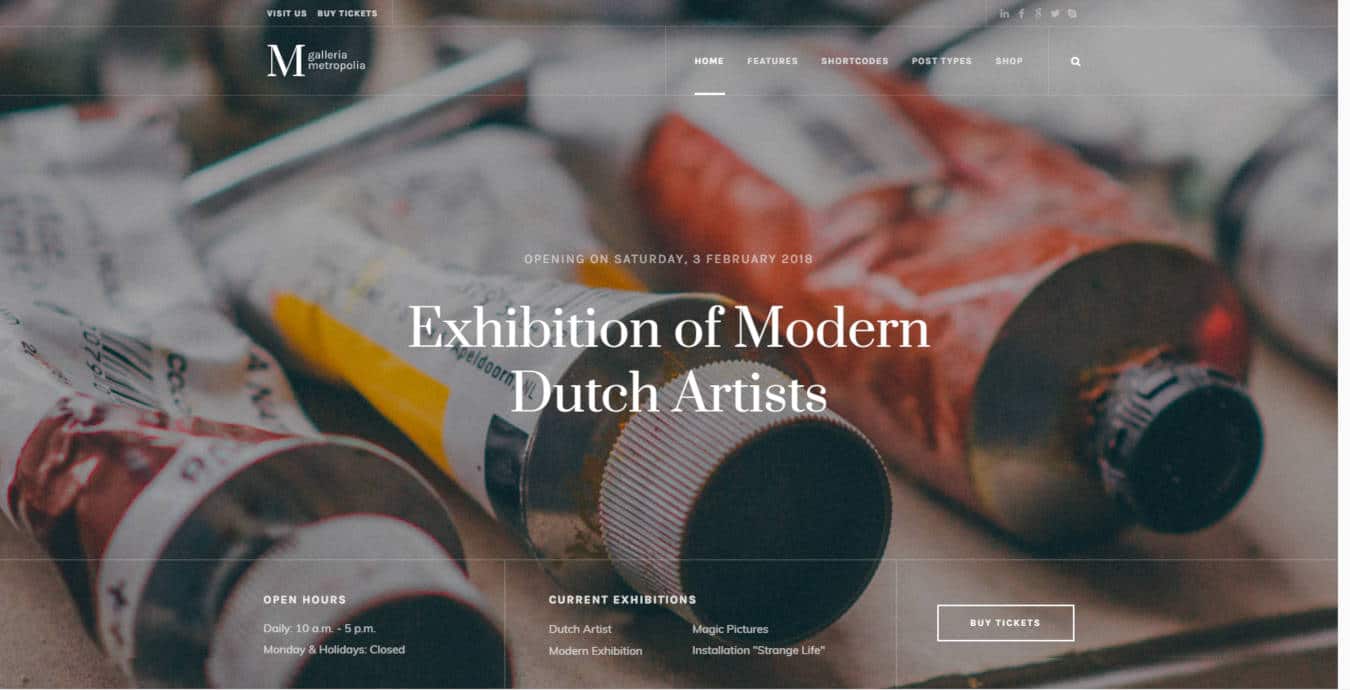 VISIT US BUY TICKETS
M galleria
metropolia
HOME FEATURES SHORTCODES POST TYPES SHOP
OPENING ON SATURDAY, 3 FEBRUARY 2018
Exhibition of Modern
Dutch Artists
Apeldoorn, NL
OPEN HOURS
Daily: 10 a.m. - 5 p.m.
Monday & Holidays: Closed
CURRENT EXHIBITIONS
Dutch Artist Magic Pictures
Modern Exhibition Installation "Strange Life"
BUY TICKETS